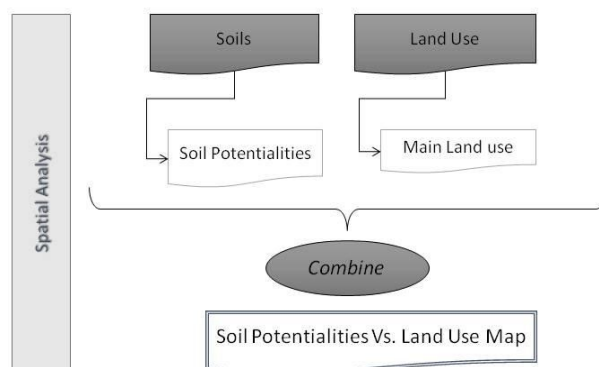 Spatial Analysis
Soils
Land Use
Soil Potentialities
Main Land use
Combine
Soil Potentialities Vs. Land Use Map